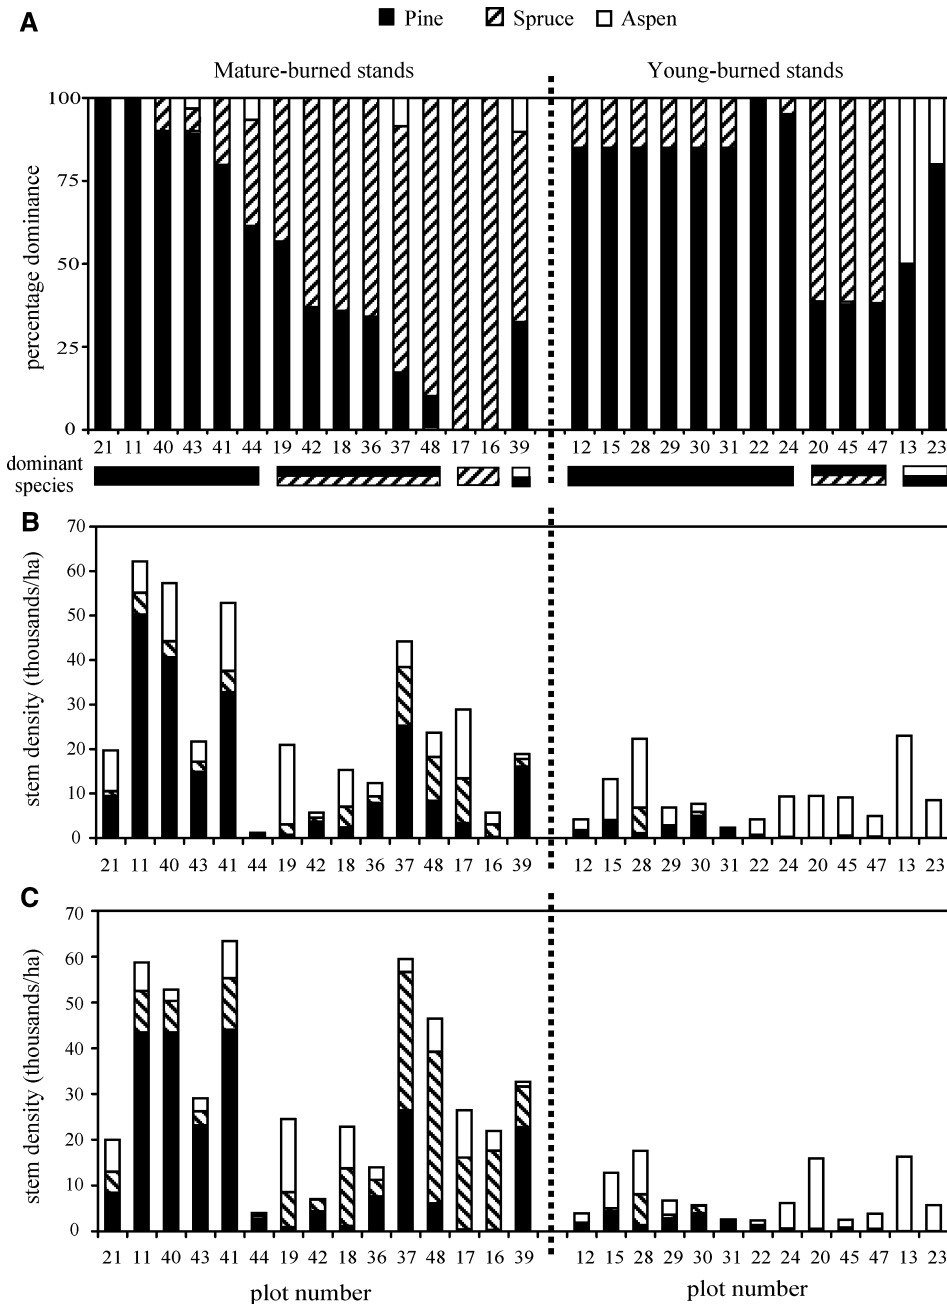 A
Pine Spruce Aspen
Mature-burned stands Young-burned stands
percentage dominance
100
75
50
25
0
21 11 40 43 41 44 19 42 18 36 37 48 17 16 39 12 15 28 29 30 31 22 24 20 45 47 13 23
dominant
species
B
stem density (thousands/ha)
70
60
50
40
30
20
10
0
21 11 40 43 41 44 19 42 18 36 37 48 17 16 39 12 15 28 29 30 31 22 24 20 45 47 13 23
C
stem density (thousands/ha)
70
60
50
40
30
20
10
0
21 11 40 43 41 44 19 42 18 36 37 48 17 16 39 12 15 28 29 30 31 22 24 20 45 47 13 23
plot number plot number